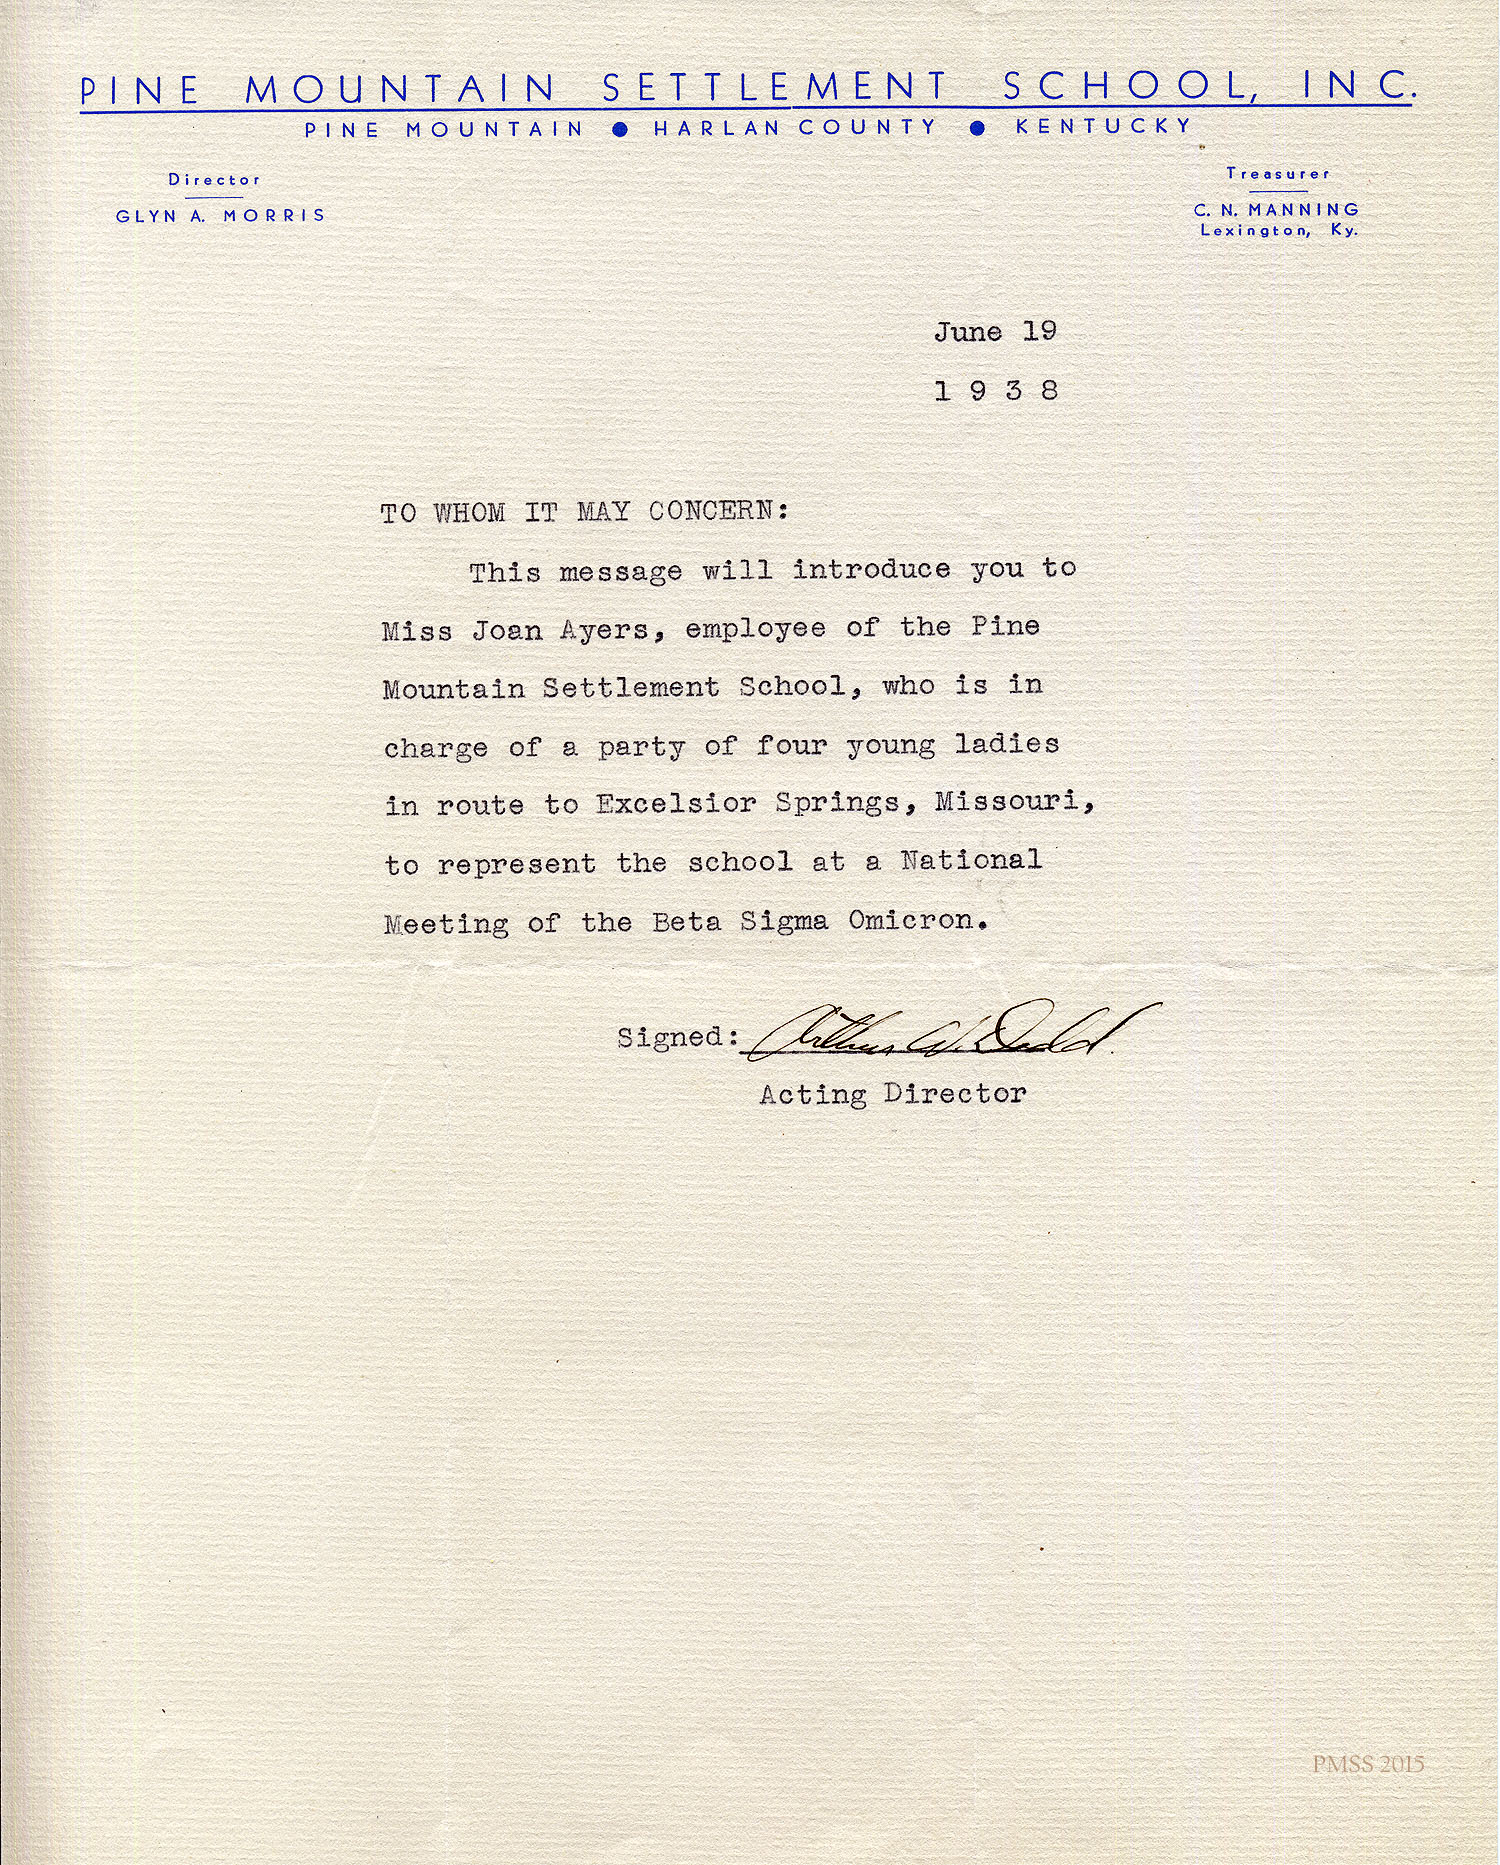 PINE MOUNTAIN SETTLEMENT SCHOOL, INC.
PINE MOUNTAIN ● HARLAN COUNTY ● KENTUCKY
Director
GLYN A. MORRIS
Treasurer
C. N. MANNING
Lexington, Ky.
June 19
1 9 3 8
TO WHOM IT MAY CONCERN:
This message will introduce you to
Miss Joan Ayers, employee of the Pine
Mountain Settlement School, who is in
charge of a party of four young ladies
in route to Excelsior Springs, Missouri,
to represent the school at a National
Meeting of the Beta Sigma Omicron.
Signed: Arthur W. Dodd.
Acting Director
PMSS 2015